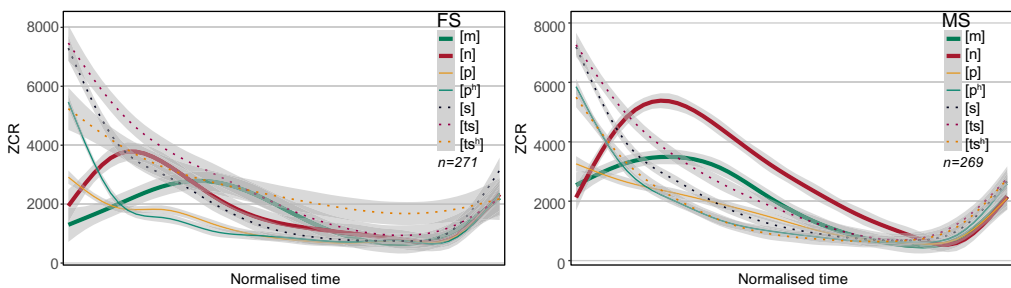 FS
8000
6000
4000
2000
0
ZCR
[m]
[n]
[p]
[pʰ]
[s]
[ts]
[tsʰ]
n=271
Normalised time
MS
8000
6000
4000
2000
0
ZCR
[m]
[n]
[p]
[pʰ]
[s]
[ts]
[tsʰ]
n=269
Normalised time